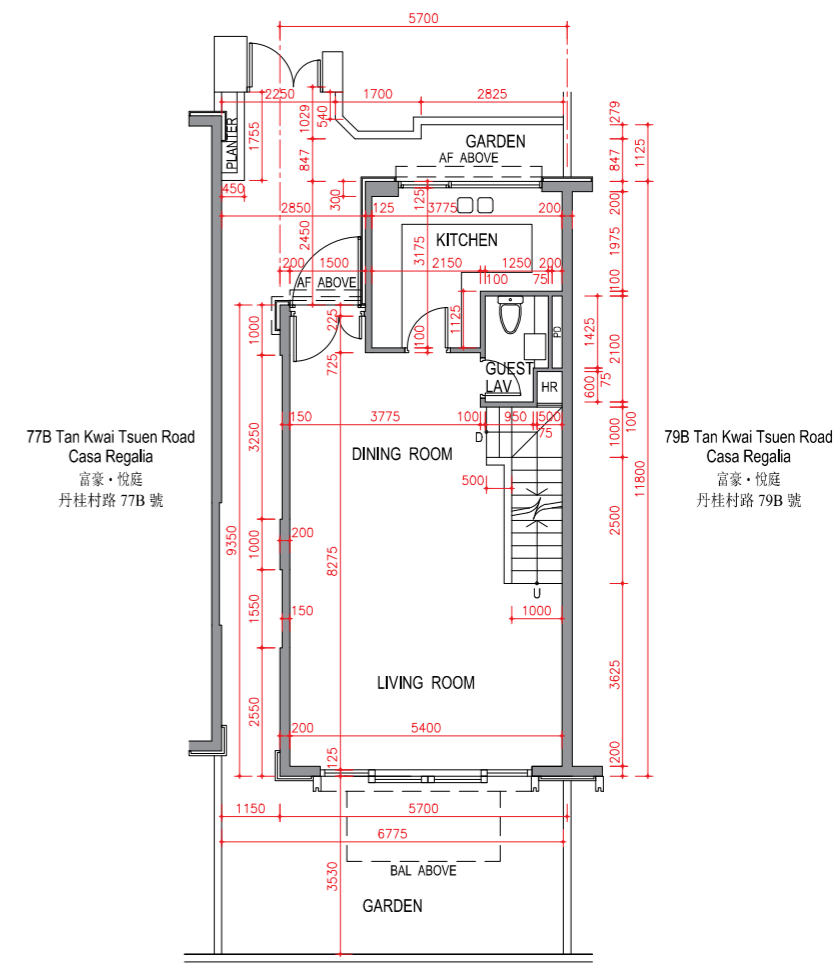 5700
2250
1700
2825
PLANTER
1755
1029
540
279
GARDEN
AF ABOVE
847
847
1125
450
300
2850
125
125
3775
200
200
2450
KITCHEN
3175
1975
200
1500
2150
1250
200
100
75
100
AF ABOVE
1000
225
100
1125
PD
1425
2100
725
GUEST
LAV
HR
600
75
150
3775
100
950
500
75
1000
100
D
77B Tan Kwai Tsuen Road
Casa Regalia
富豪・悅庭
丹桂村路 77B 號
DINING ROOM
79B Tan Kwai Tsuen Road
Casa Regalia
富豪・悅庭
丹桂村路 79B 號
3250
500
11800
2500
9350
1000
200
8275
U
1550
150
1000
LIVING ROOM
3625
2550
200
5400
125
200
1150
5700
6775
3530
BAL ABOVE
GARDEN